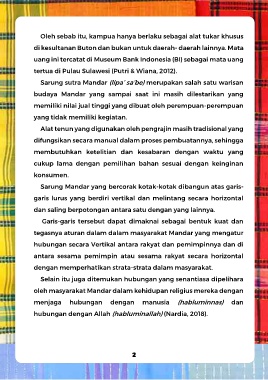 Oleh sebab itu, kampua hanya berlaku sebagai alat tukar khusus
di kesultanan Buton dan bukan untuk daerah- daerah lainnya. Mata
uang ini tercatat di Museum Bank Indonesia (BI) sebagai mata uang
tertua di Pulau Sulawesi (Putri & Wiana, 2012).
Sarung sutra Mandar (lipa' sa'be) merupakan salah satu warisan
budaya Mandar yang sampai saat ini masih dilestarikan yang
memiliki nilai jual tinggi yang dibuat oleh perempuan-perempuan
yang tidak memiliki kegiatan.
Alat tenun yang digunakan oleh pengrajin masih tradisional yang
difungsikan secara manual dalam proses pembuatannya, sehingga
membutuhkan ketelitian dan kesabaran dengan waktu yang
cukup lama dengan pemilihan bahan sesuai dengan keinginan
konsumen.
Sarung Mandar yang bercorak kotak-kotak dibangun atas garis-
garis lurus yang berdiri vertikal dan melintang secara horizontal
dan saling berpotongan antara satu dengan yang lainnya.
Garis-garis tersebut dapat dimaknai sebagai bentuk kuat dan
tegasnya aturan dalam dalam masyarakat Mandar yang mengatur
hubungan secara Vertikal antara rakyat dan pemimpinnya dan di
antara sesama pemimpin atau sesama rakyat secara horizontal
dengan memperhatikan strata-strata dalam masyarakat.
Selain itu juga ditemukan hubungan yang senantiasa dipelihara
oleh masyarakat Mandar dalam kehidupan religius mereka dengan
menjaga hubungan dengan manusia (habluminnas) dan
hubungan dengan Allah (habluminallah) (Nardia, 2018).
2